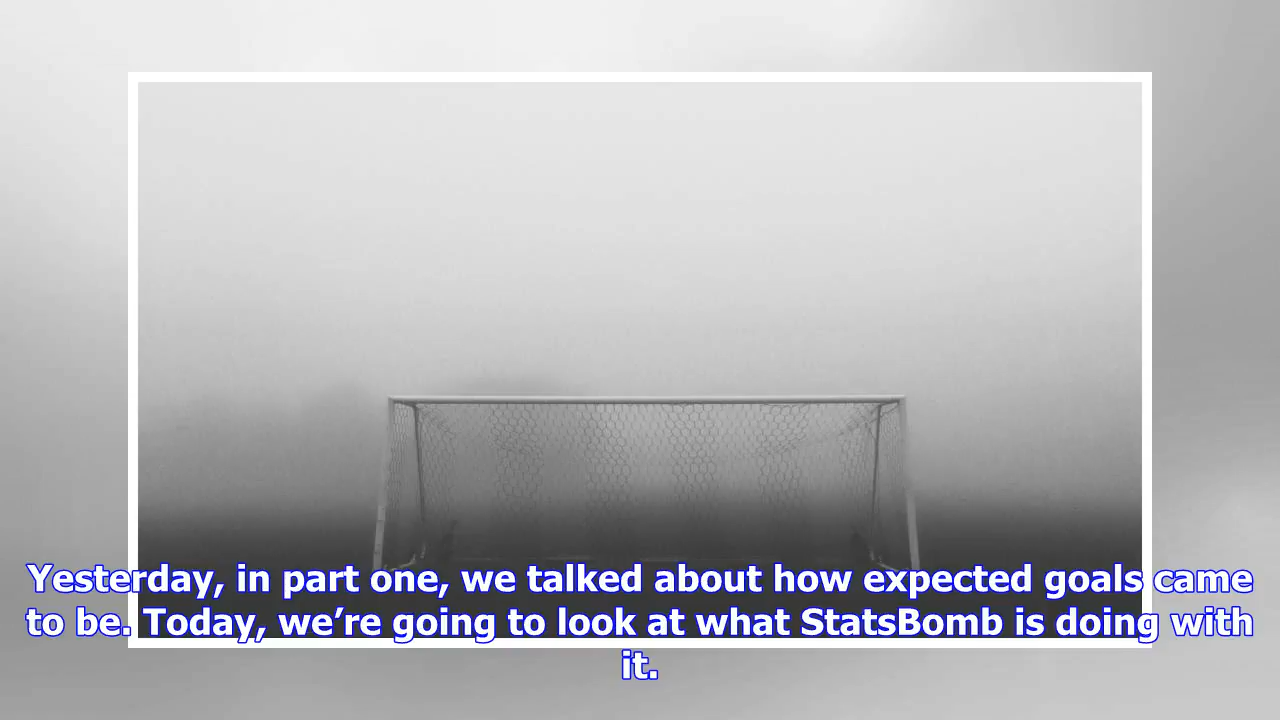 Yesterday, in part one, we talked about how expected goals came
to be. Today, we’re going to look at what StatsBomb is doing with
it.